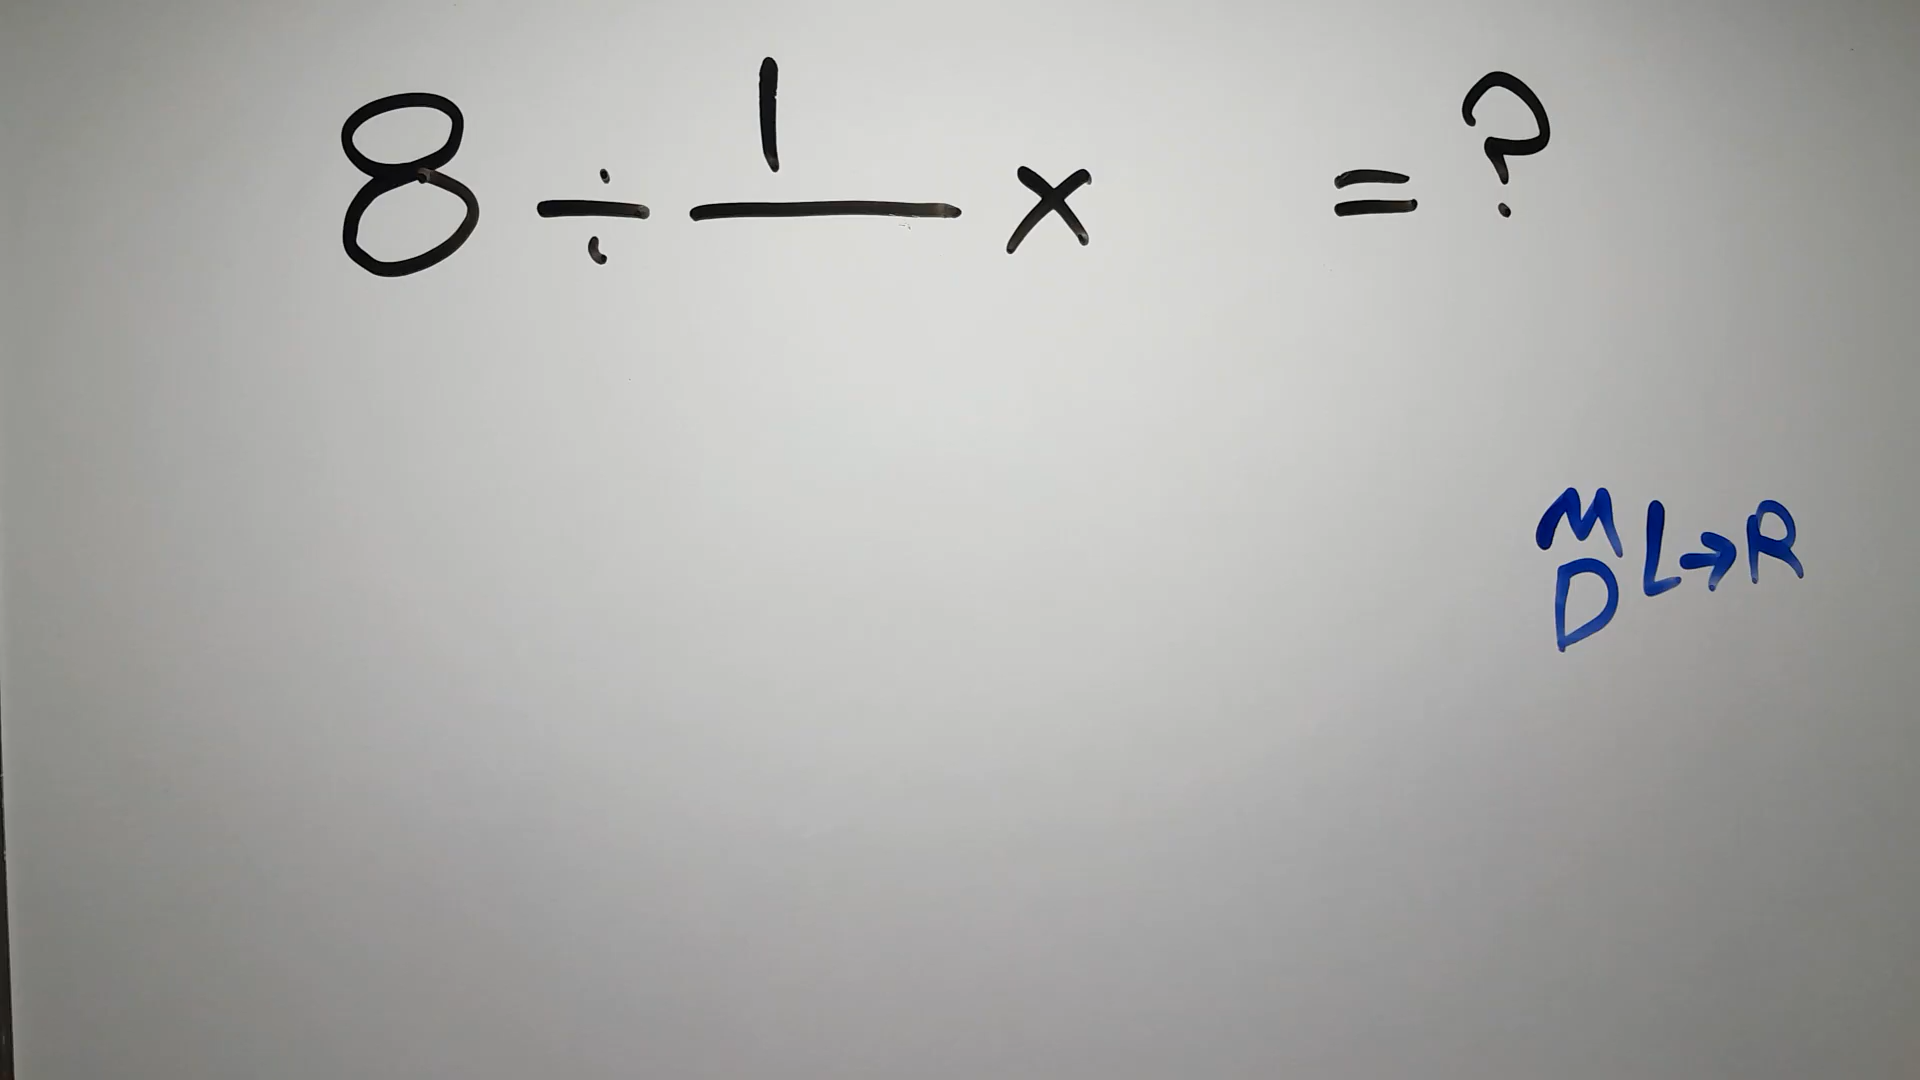 8 ÷ 1/ × = ?
M
D L→R